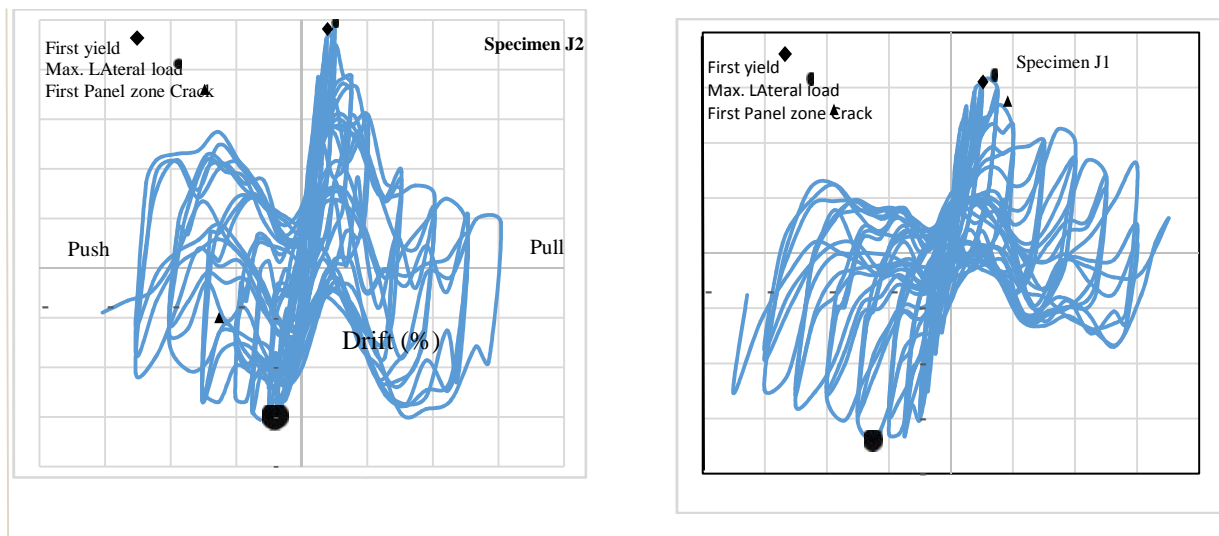 First yield
Max. LAteral load
First Panel zone Crack
Specimen J2
Push
Pull
Drift (%)
First yield
Max. LAteral load
First Panel zone Crack
Specimen J1